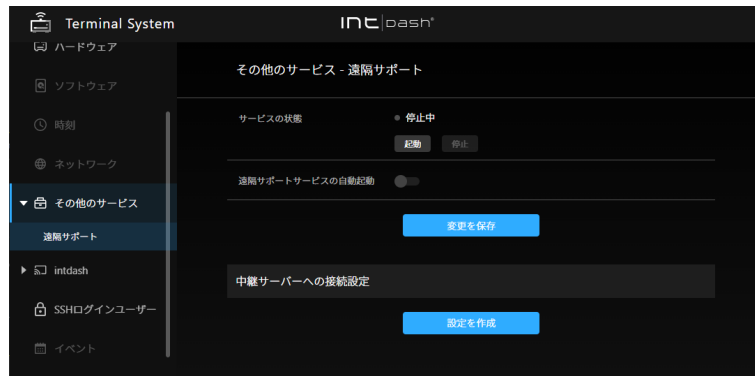 Terminal System
intdash®
ハードウェア
ソフトウェア
時刻
ネットワーク
その他のサービス
遠隔サポート
intdash
SSHログインユーザー
イベント
その他のサービス - 遠隔サポート
サービスの状態
停止中
起動 停止
遠隔サポートサービスの自動起動
変更を保存
中継サーバーへの接続設定
設定を作成